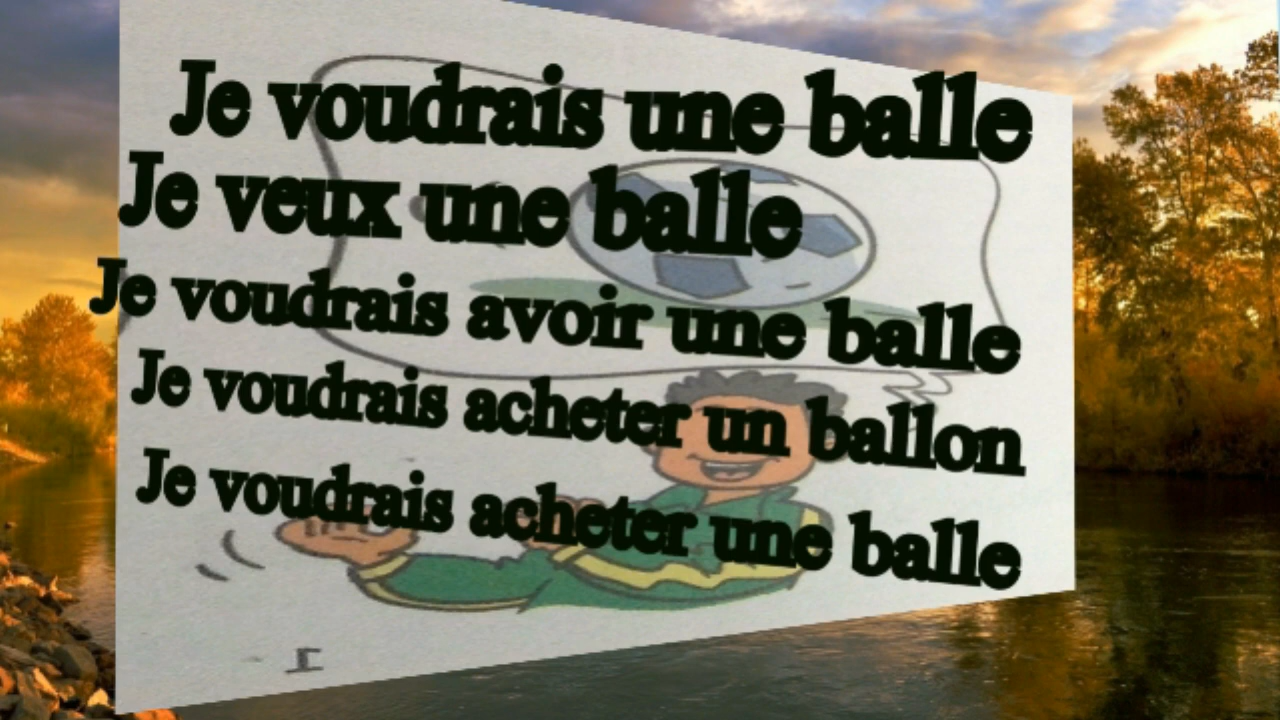 Je voudrais une balle
Je veux une balle
Je voudrais avoir une balle
Je voudrais acheter un ballon
Je voudrais acheter une balle
I